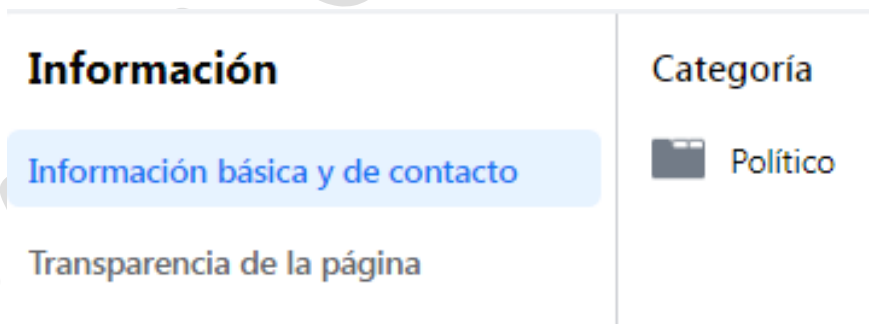 Información
Información básica y de contacto
Transparencia de la página
Categoría
Político